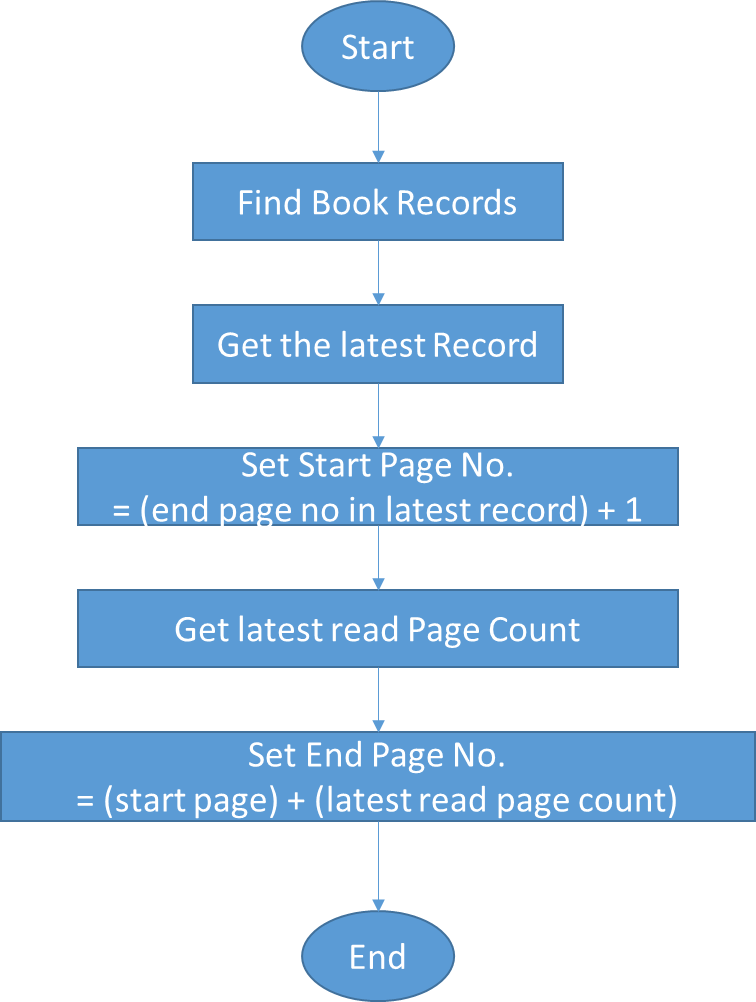 Start
Find Book Records
Get the latest Record
Set Start Page No.
= (end page no in latest record) + 1
Get latest read Page Count
Set End Page No.
= (start page) + (latest read page count)
End